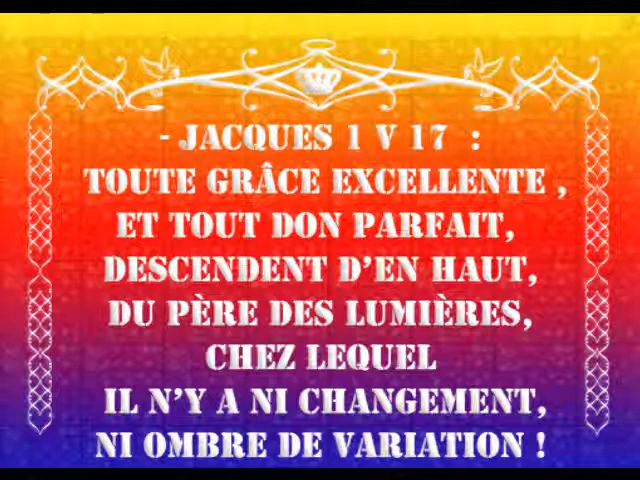 - JACQUES 1 V 17 :
TOUTE GRÂCE EXCELLENTE ,
ET TOUT DON PARFAIT,
DESCENDENT D'EN HAUT,
DU PÈRE DES LUMIÈRES,
CHEZ LEQUEL
IL N'Y A NI CHANGEMENT,
NI OMBRE DE VARIATION !